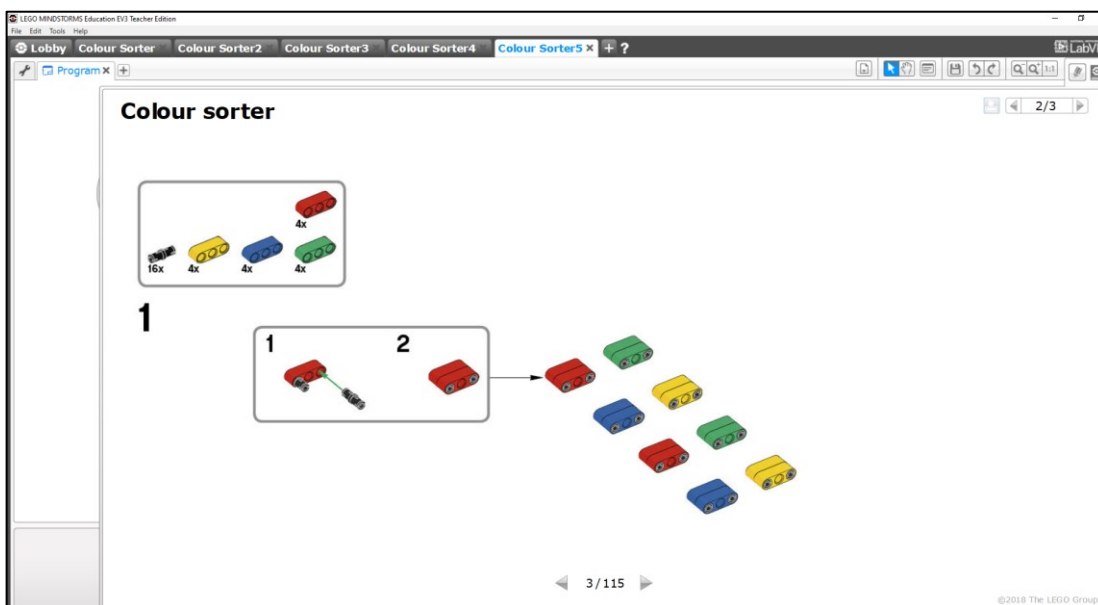 LEGO MINDSTORMS Education EV3 Teacher Edition
File Edit Tools Help
Lobby Colour Sorter Colour Sorter2 Colour Sorter3 Colour Sorter4 Colour Sorter5 × + ?
Program × +
1:1
Colour sorter
2/3
4x
16x 4x 4x 4x
1
1 2
3 / 115
©2018 The LEGO Group